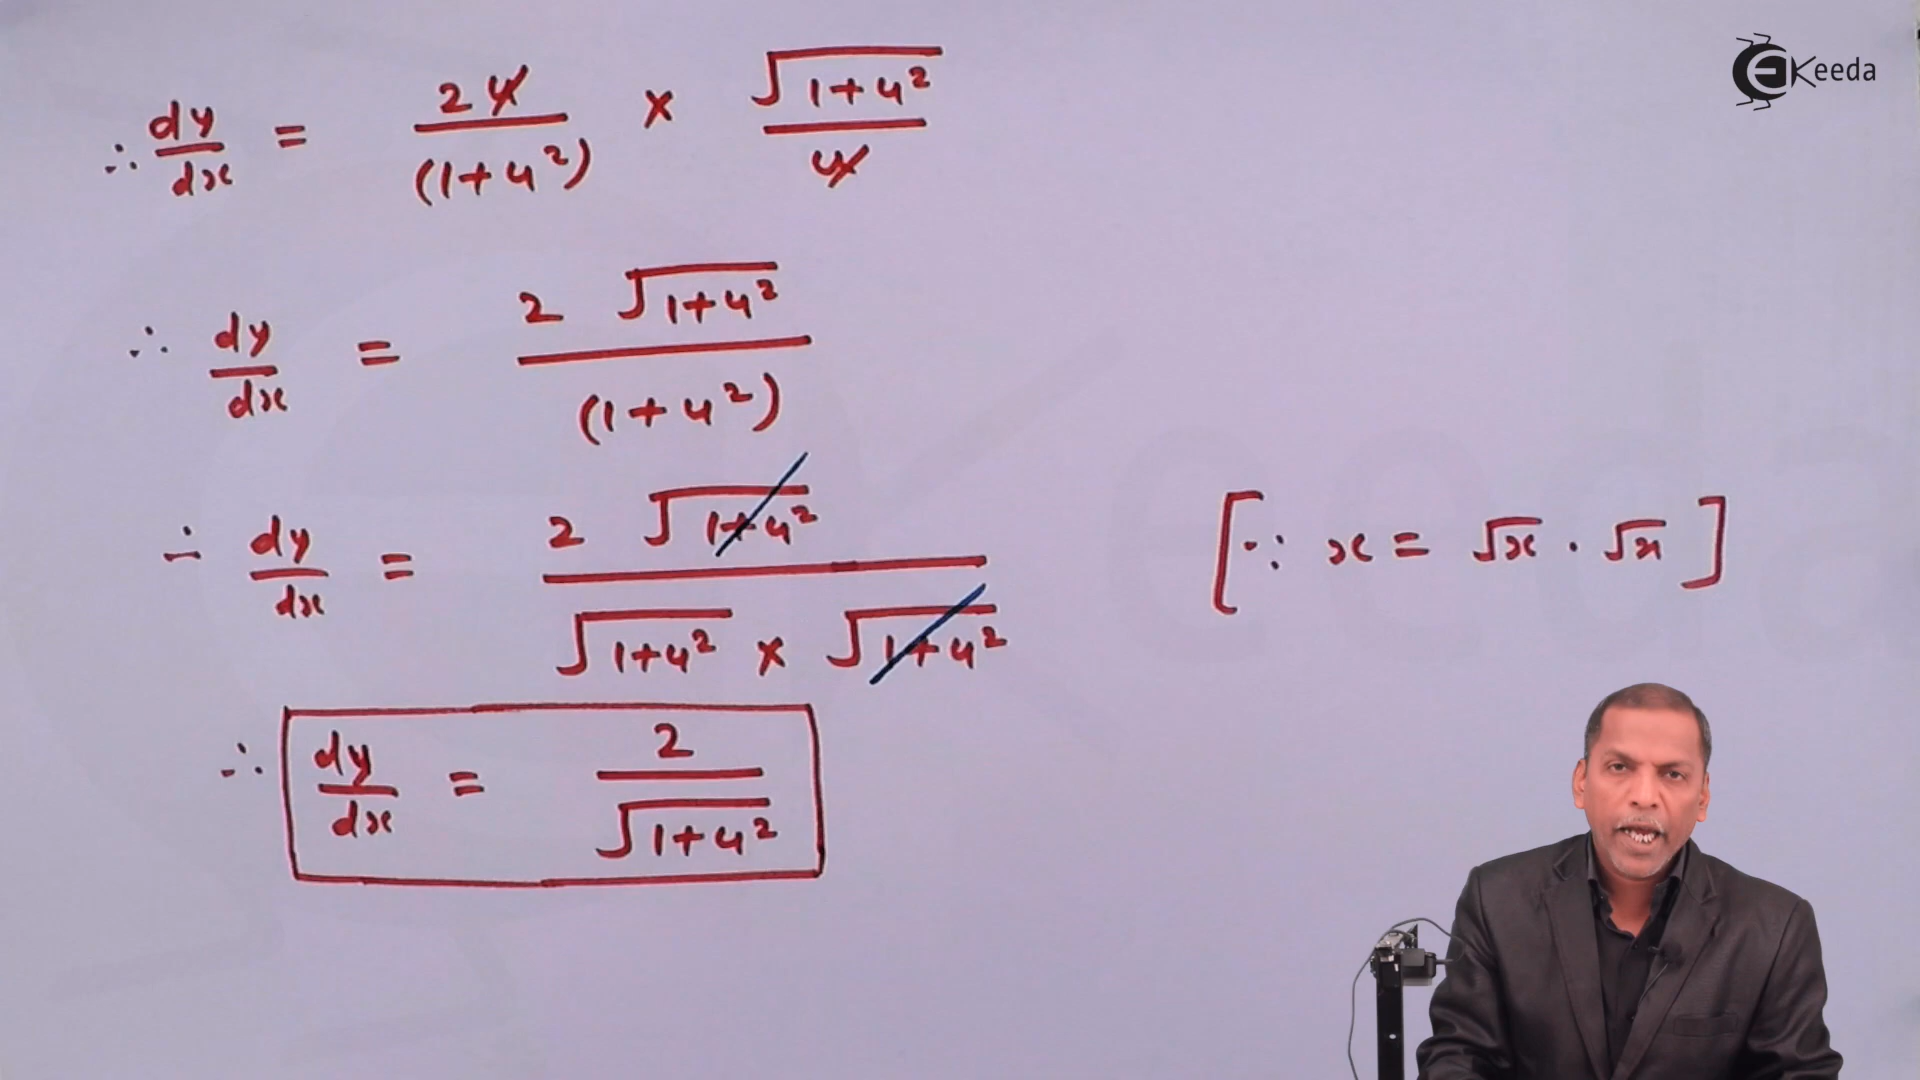 Keeda
∴ dy/dx = 2u/(1+u²) × √(1+u²)/u
∴ dy/dx = 2 √(1+u²)/(1+u²)
∴ dy/dx = 2 √(1+u²)/(√(1+u²) × √(1+u²)) [∵ x = √x · √x]
∴ dy/dx = 2/√(1+u²)